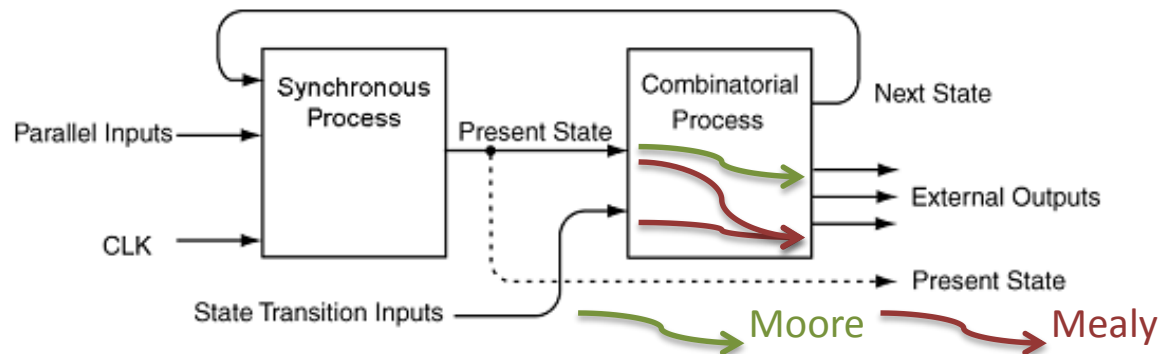 Synchronous
Process
Combinatorial
Process
Next State
Parallel Inputs
Present State
External Outputs
CLK
Present State
State Transition Inputs
Moore
Mealy